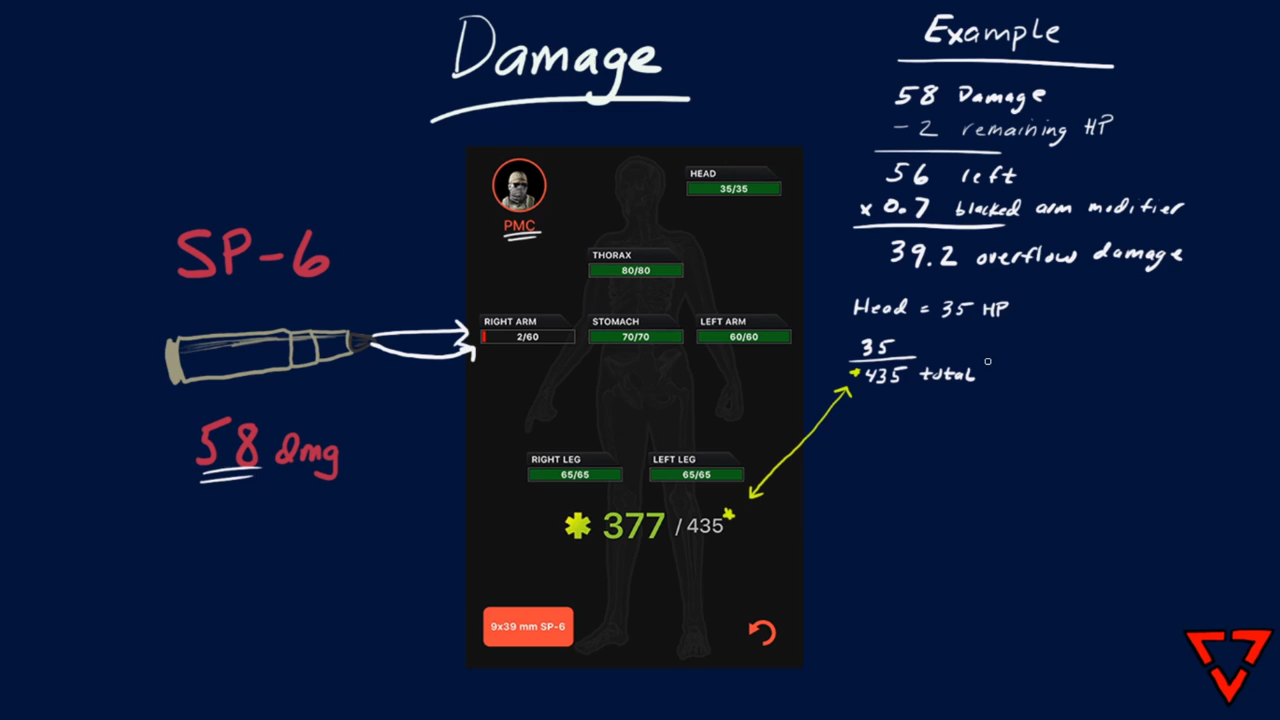 Damage
SP-6
58 dmg
PMC
HEAD
35/35
THORAX
80/80
RIGHT ARM
2/60
STOMACH
70/70
LEFT ARM
60/60
RIGHT LEG
65/65
LEFT LEG
65/65
377 / 435*
9x39 mm SP-6
Example
58 Damage
- 2 remaining HP
56 left
x 0.7 blacked arm modifier
39.2 overflow damage
Head = 35 HP
35
*435 total